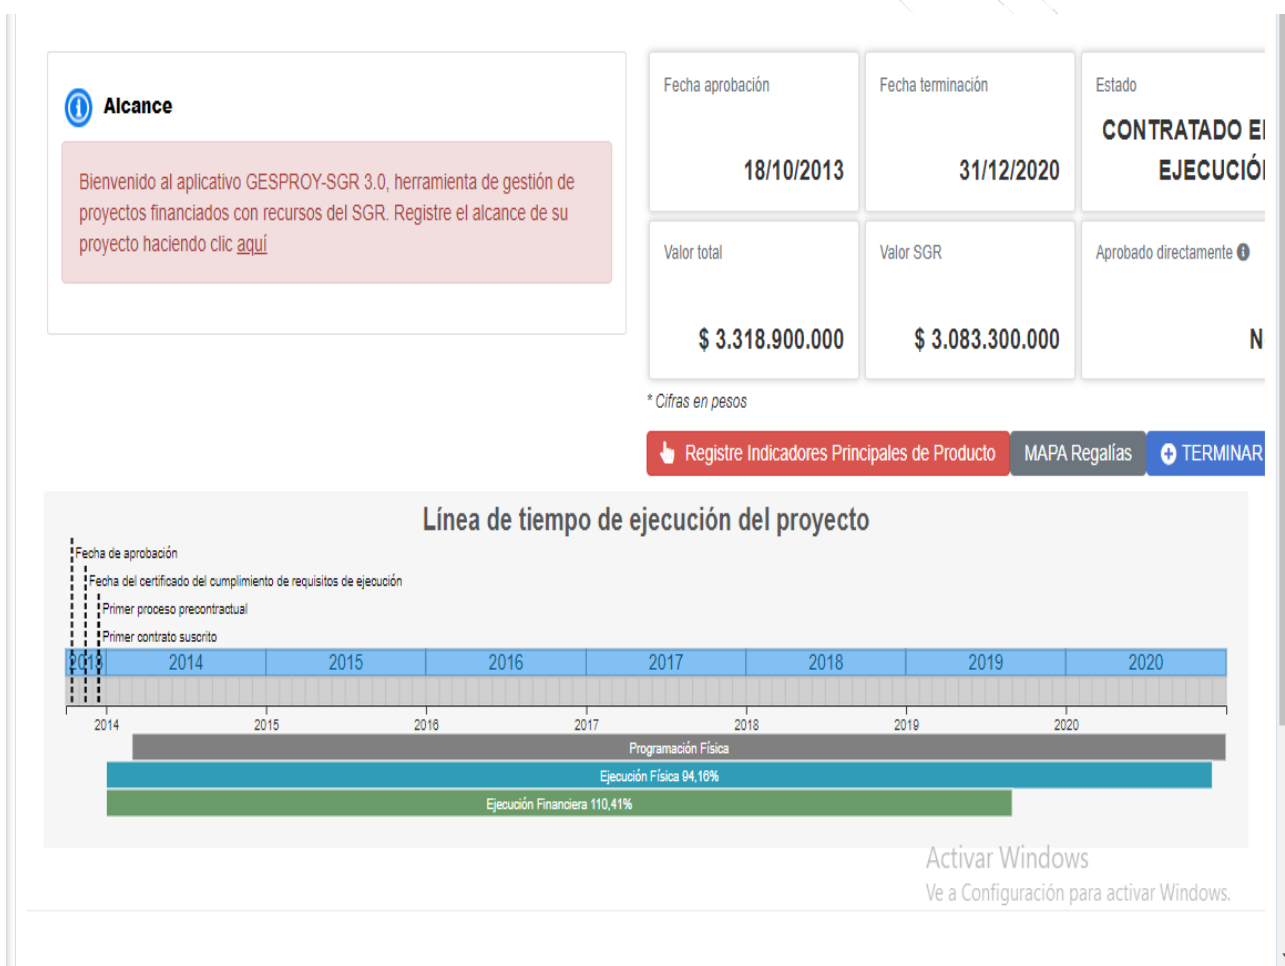 Alcance
Bienvenido al aplicativo GESPROY-SGR 3.0, herramienta de gestión de
proyectos financiados con recursos del SGR. Registre el alcance de su
proyecto haciendo clic aquí
Fecha aprobación
18/10/2013
Fecha terminación
31/12/2020
Estado
CONTRATADO
Valor total
$ 3.318.900.000
Valor SGR
$ 3.083.300.000
Aprobado directamente
* Cifras en pesos
Registre Indicadores Principales de Producto
MAPA Regalías
TERMINAR
Línea de tiempo de ejecución del proyecto
Fecha de aprobación
Fecha del certificado del cumplimiento de requisitos de ejecución
Primer proceso precontractual
Primer contrato suscrito
2013 2014 2015 2016 2017 2018 2019 2020
2014 2015 2016 2017 2018 2019 2020
Programación Física
Ejecución Física 94,16%
Ejecución Financiera 110,41%
Activar Windows
Ve a Configuración para activar Windows.